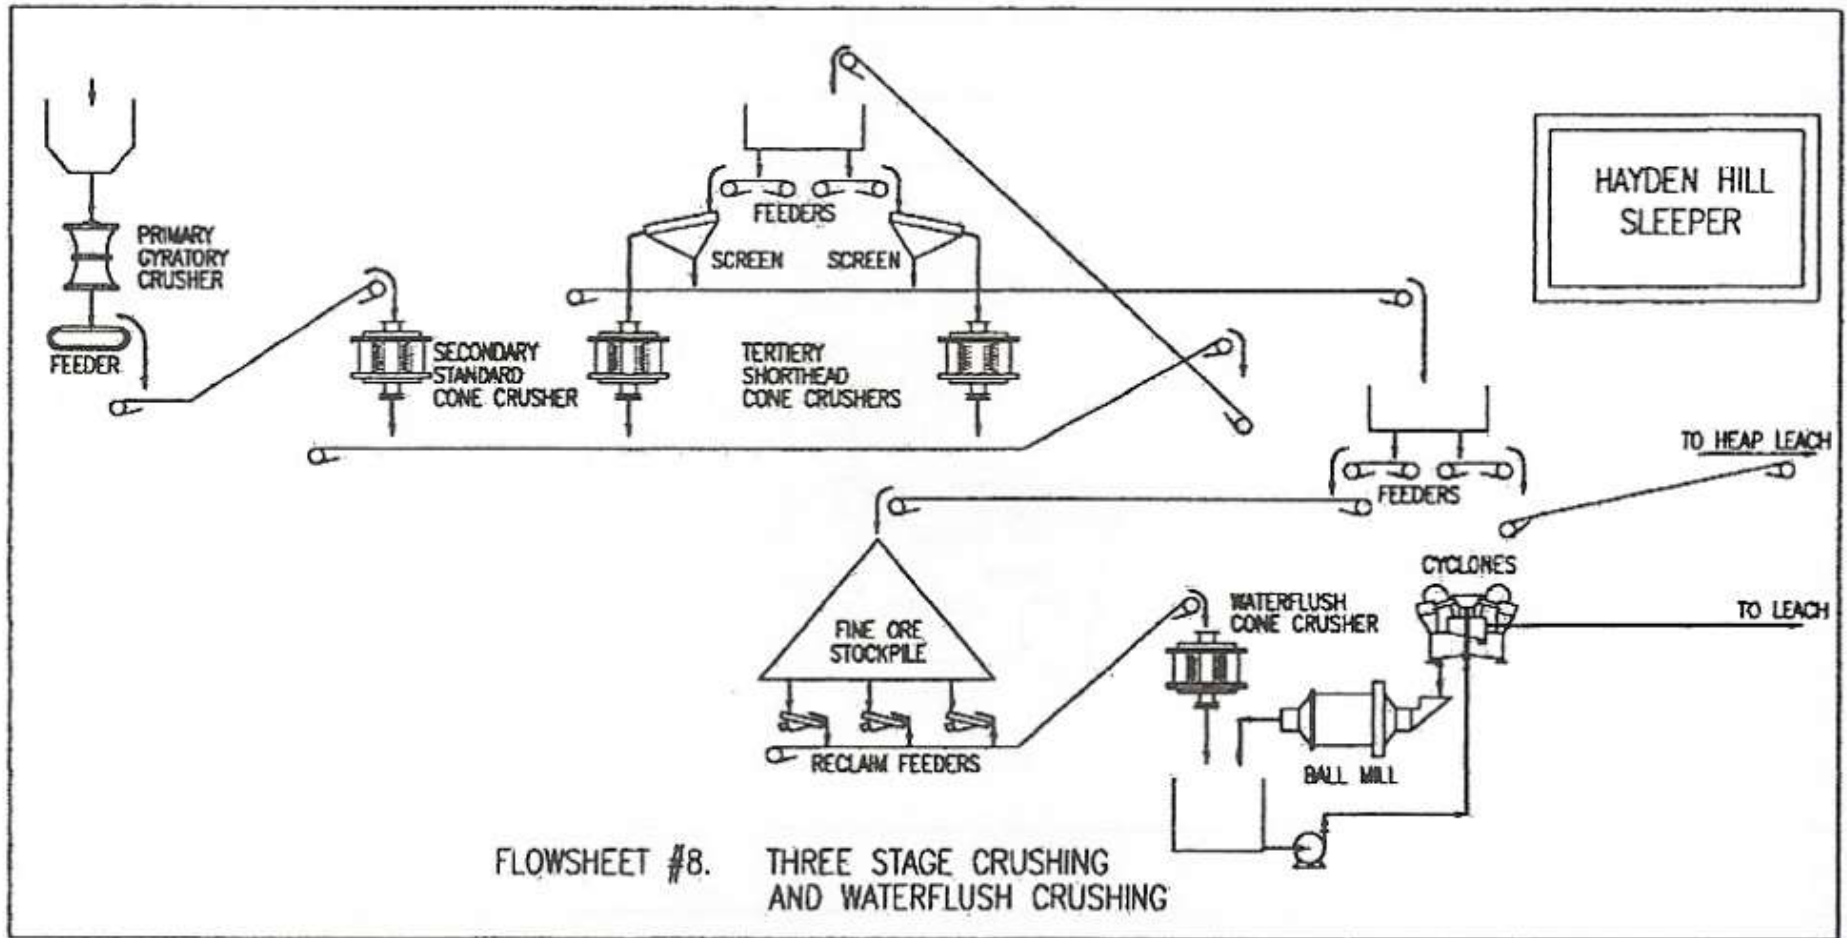 HAYDEN HILL
SLEEPER
PRIMARY
GYRATORY
CRUSHER
FEEDER
FEEDERS
SCREEN
SCREEN
SECONDARY
STANDARD
CONE CRUSHER
TERTIERY
SHORTHEAD
CONE CRUSHERS
TO HEAP LEACH
FEEDERS
CYCLONES
TO LEACH
WATERFLUSH
CONE CRUSHER
FINE ORE
STOCKPILE
RECLAIM FEEDERS
BALL MILL
FLOWSHEET #8. THREE STAGE CRUSHING
AND WATERFLUSH CRUSHING